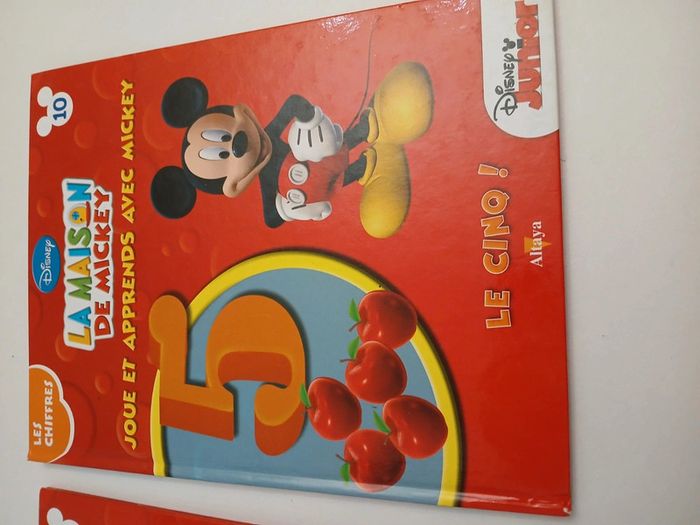 LES
CHIFFRES
DISNEY
LA MAISON
DE MICKEY
10
JOUE ET APPRENDS AVEC MICKEY
5
LE CINQ !
Altaya
DISNEY
JUNIOR